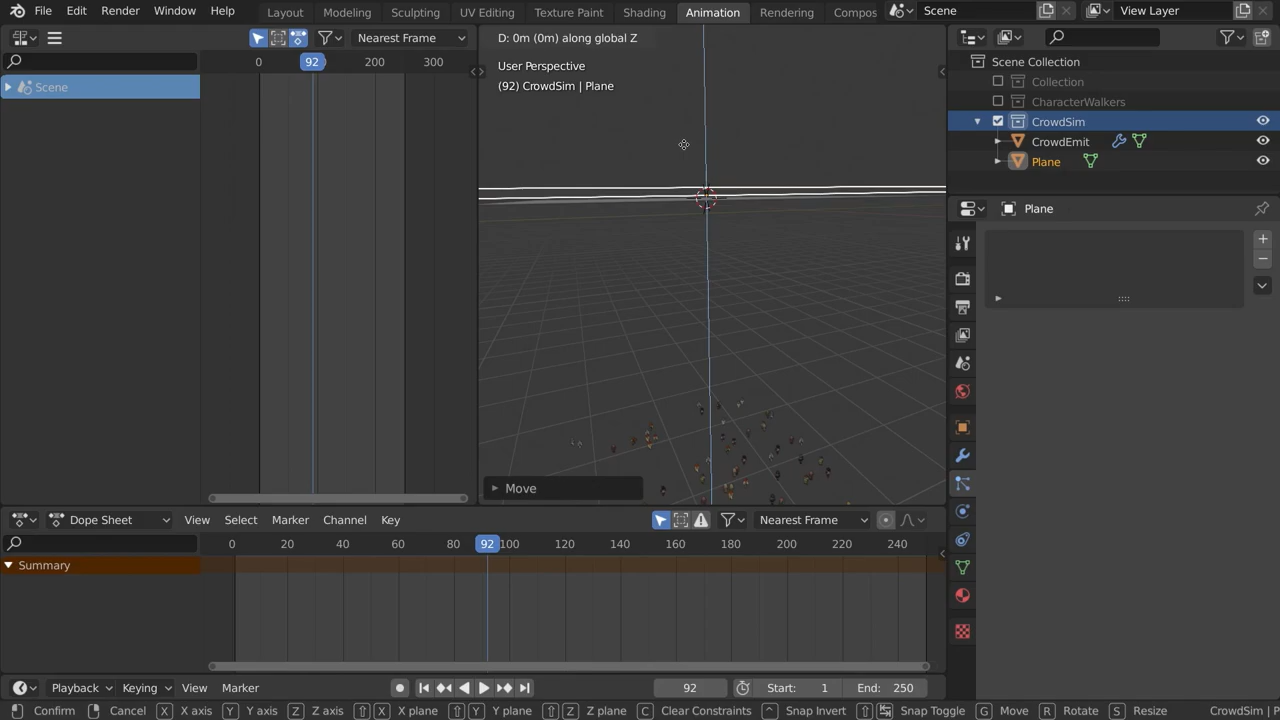 File Edit Render Window Help Layout Modeling Sculpting UV Editing Texture Paint Shading Animation Rendering Compos Scene View Layer
Nearest Frame
D: 0m (0m) along global Z
0 92 200 300
Scene
User Perspective
(92) CrowdSim | Plane
Scene Collection
Collection
CharacterWalkers
CrowdSim
CrowdEmit
Plane
Plane
Move
Dope Sheet View Select Marker Channel Key Nearest Frame
0 20 40 60 80 92 100 120 140 160 180 200 220 240
Summary
Playback Keying View Marker 92 Start: 1 End: 250
Confirm Cancel X X axis Y Y axis Z Z axis X X plane Y Y plane Z Z plane C Clear Constraints Snap Invert Snap Toggle G Move R Rotate S Resize CrowdSim | P